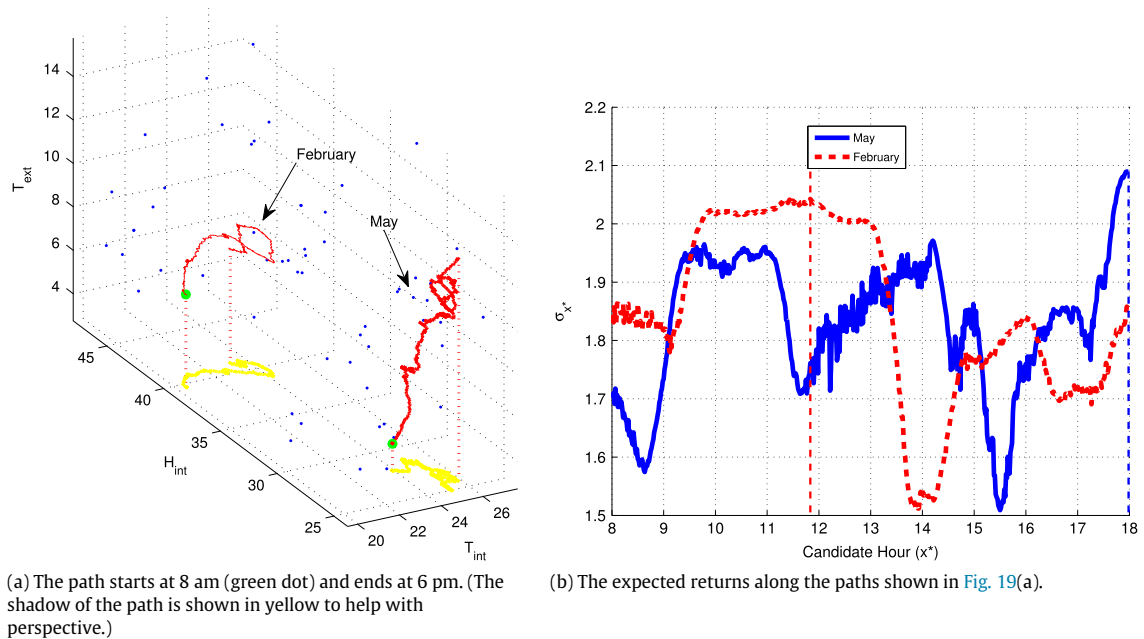 14
12
10
8
6
4
T_ext
45
40
35
30
25
H_int
20
22
24
26
T_int
February
May
2.2
2.1
2
1.9
1.8
1.7
1.6
1.5
σ_x*
May
February
8 9 10 11 12 13 14 15 16 17 18
Candidate Hour (x*)
(a) The path starts at 8 am (green dot) and ends at 6 pm. (The
shadow of the path is shown in yellow to help with
perspective.)
(b) The expected returns along the paths shown in Fig. 19(a).